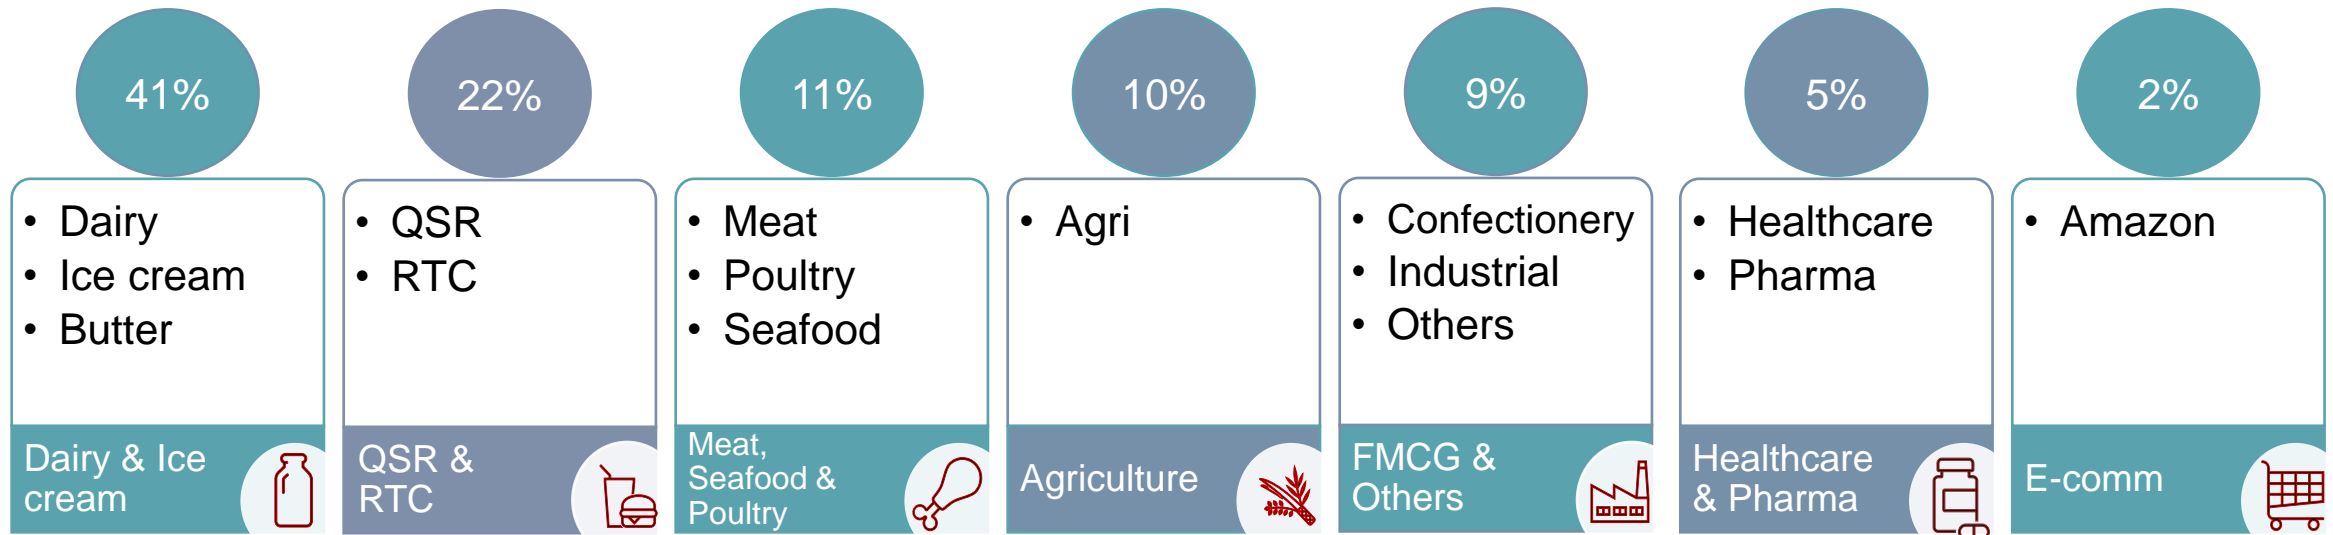 41%
22%
11%
10%
9%
5%
2%
• Dairy
• Ice cream
• Butter
• QSR
• RTC
• Meat
• Poultry
• Seafood
• Agri
• Confectionery
• Industrial
• Others
• Healthcare
• Pharma
• Amazon
Dairy & Ice
cream
QSR &
RTC
Meat,
Seafood &
Poultry
Agriculture
FMCG &
Others
Healthcare
& Pharma
E-comm